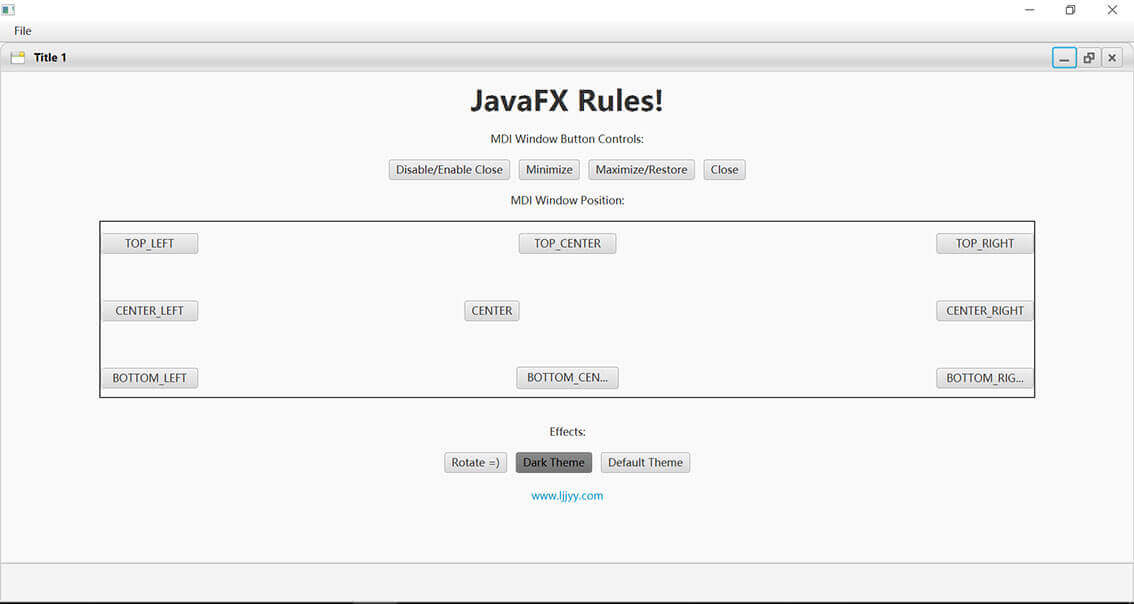 File
Title 1
JavaFX Rules!
MDI Window Button Controls:
Disable/Enable Close Minimize Maximize/Restore Close
MDI Window Position:
TOP_LEFT TOP_CENTER TOP_RIGHT
CENTER_LEFT CENTER CENTER_RIGHT
BOTTOM_LEFT BOTTOM_CEN... BOTTOM_RIG...
Effects:
Rotate =) Dark Theme Default Theme
www.ljjyy.com